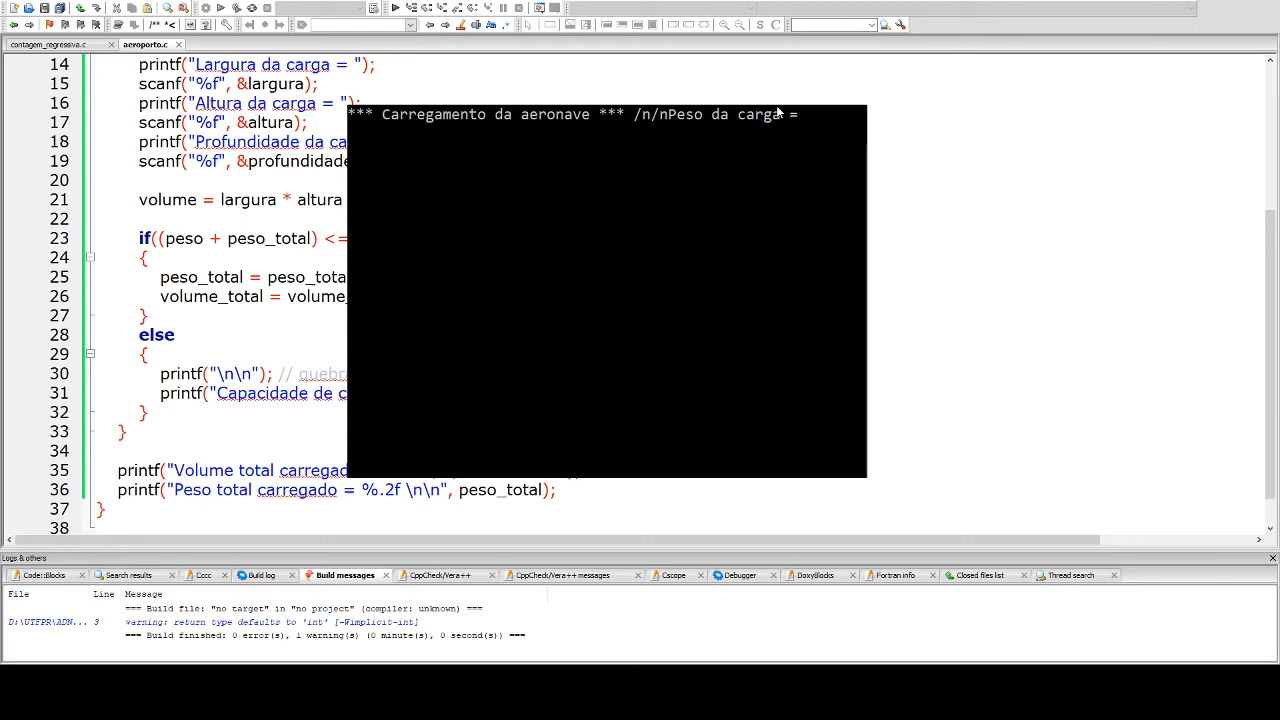 /** *<
S C
contagem_regressiva.c aeroporto.c
14 printf("Largura da carga = ");
15 scanf("%f", &largura);
16 printf("Altura da carga = ");
17 scanf("%f", &altura);
18 printf("Profundidade da ca
19 scanf("%f", &profundidade
20
21 volume = largura * altura
22
23 if((peso + peso_total) <=
24 {
25 peso_total = peso_tota
26 volume_total = volume_
27 }
28 else
29 {
30 printf("\n\n"); // quebr
31 printf("Capacidade de c
32 }
33 }
34
35 printf("Volume total carregad
36 printf("Peso total carregado = %.2f \n\n", peso_total);
37 }
38
*** Carregamento da aeronave *** /n/nPeso da carga =
Logs & others
Code::Blocks Search results Cccc Build log Build messages CppCheck/Vera++ CppCheck/Vera++ messages Cscope Debugger DoxyBlocks Fortran info Closed files list Thread search
File Line Message
=== Build file: "no target" in "no project" (compiler: unknown) ===
D:\UTFPR\ADN... 3 warning: return type defaults to 'int' [-Wimplicit-int]
=== Build finished: 0 error(s), 1 warning(s) (0 minute(s), 0 second(s)) ===